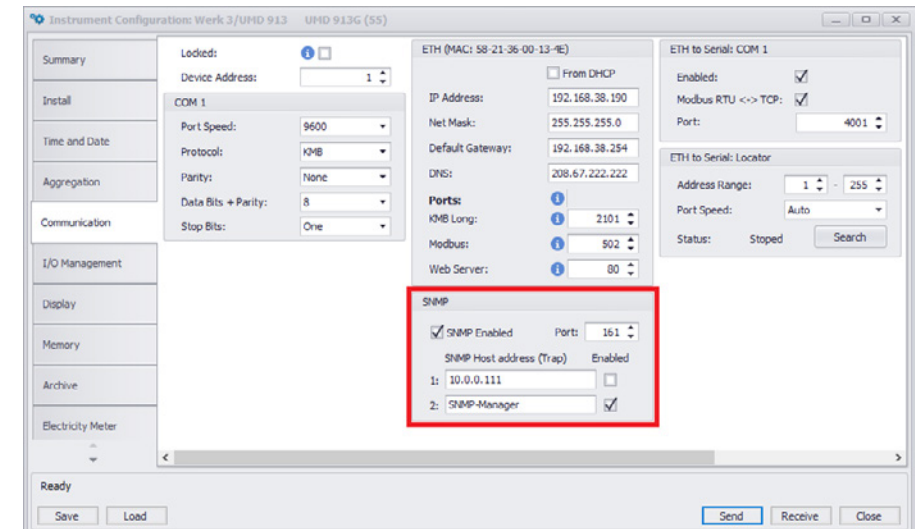 Instrument Configuration: Werk 3/UMD 913 UMD 913G (S5)
Summary
Install
Time and Date
Aggregation
Communication
I/O Management
Display
Memory
Archive
Electricity Meter
Locked:
Device Address: 1
COM 1
Port Speed: 9600
Protocol: KMB
Parity: None
Data Bits + Parity: 8
Stop Bits: One
ETH (MAC: 58-21-36-00-13-4E)
From DHCP
IP Address: 192.168.38.190
Net Mask: 255.255.255.0
Default Gateway: 192.168.38.254
DNS: 208.67.222.222
Ports:
KMB Long: 2101
Modbus: 502
Web Server: 80
SNMP
SNMP Enabled Port: 161
SNMP Host address (Trap) Enabled
1: 10.0.0.111
2: SNMP-Manager
ETH to Serial: COM 1
Enabled:
Modbus RTU <-> TCP:
Port: 4001
ETH to Serial: Locator
Address Range: 1 - 255
Port Speed: Auto
Status: Stoped Search
Ready
Save Load Send Receive Close